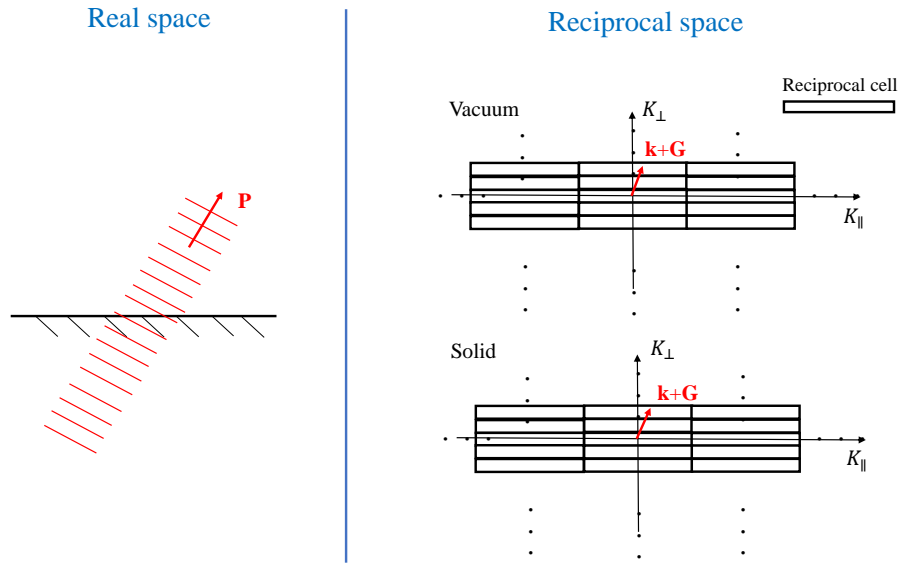 Real space
Reciprocal space
Reciprocal cell
Vacuum
K⊥
k+G
K∥
P
Solid
K⊥
k+G
K∥